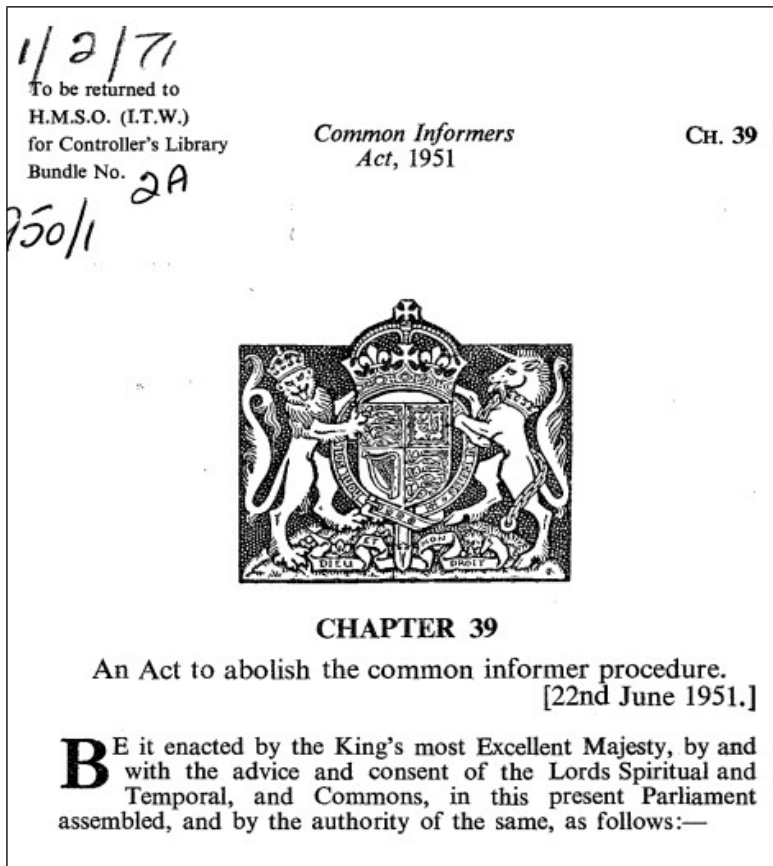 1/2/71
To be returned to
H.M.S.O. (I.T.W.)
for Controller's Library
Bundle No. 2A
950/1
Common Informers
Act, 1951
CH. 39
DIEU ET MON DROIT
CHAPTER 39
An Act to abolish the common informer procedure.
[22nd June 1951.]
BE it enacted by the King's most Excellent Majesty, by and
with the advice and consent of the Lords Spiritual and
Temporal, and Commons, in this present Parliament
assembled, and by the authority of the same, as follows:—